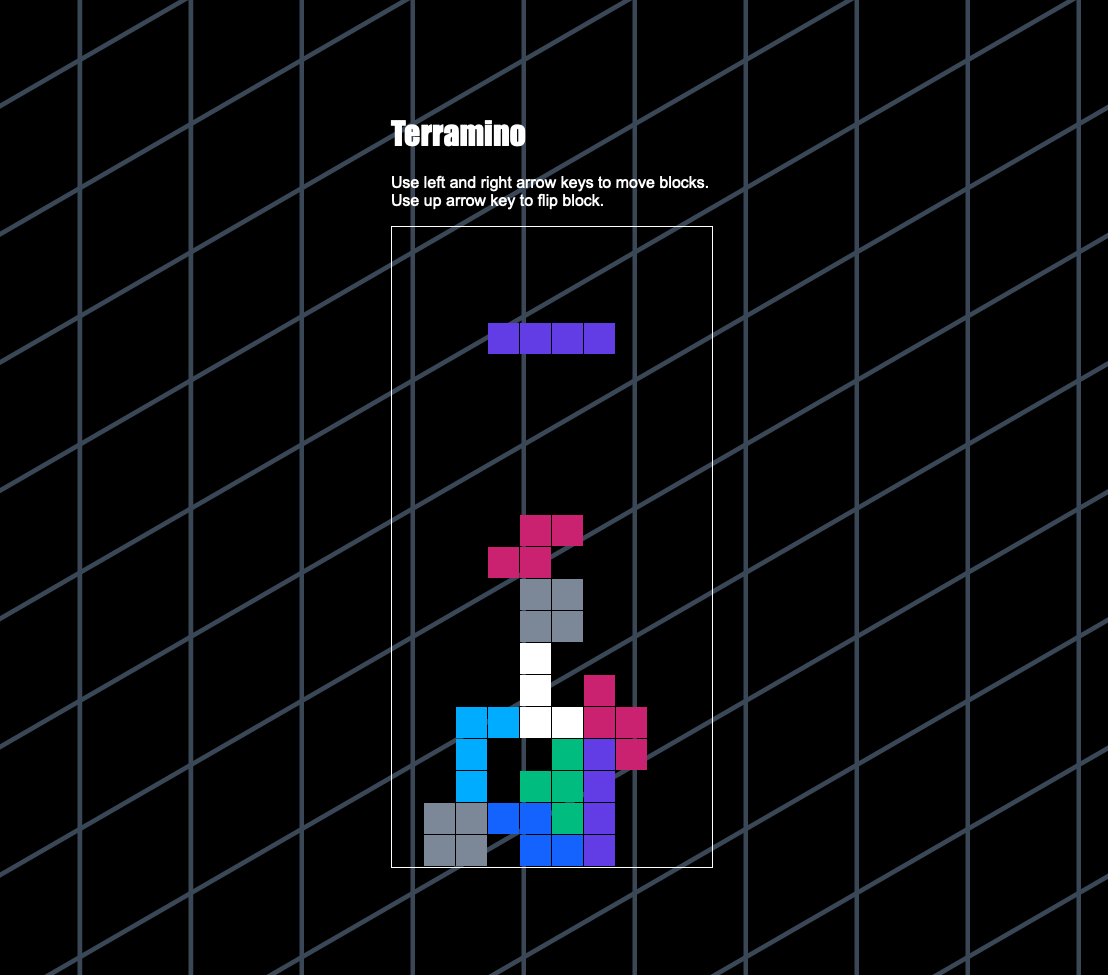 Terramino
Use left and right arrow keys to move blocks.
Use up arrow key to flip block.